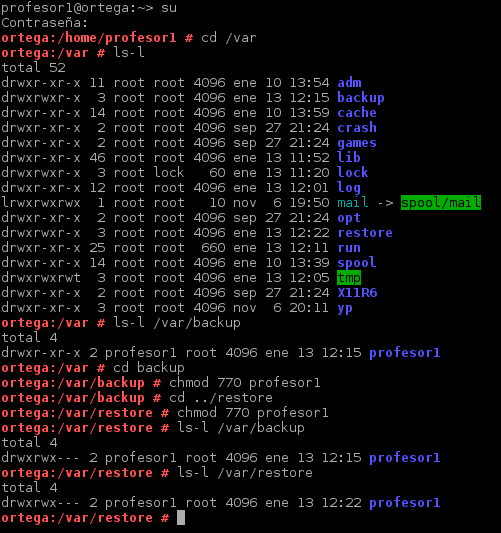 profesor1@ortega:~> su
Contraseña:
ortega:/home/profesor1 # cd /var
ortega:/var # ls-l
total 52
drwxr-xr-x 11 root root 4096 ene 10 13:54 adm
drwxrwxr-x  3 root root 4096 ene 13 12:15 backup
drwxr-xr-x 14 root root 4096 ene 10 13:59 cache
drwxr-xr-x  2 root root 4096 sep 27 21:24 crash
drwxr-xr-x  2 root root 4096 sep 27 21:24 games
drwxr-xr-x 46 root root 4096 ene 13 11:52 lib
drwxrwxr-x  3 root lock   60 ene 13 11:20 lock
drwxr-xr-x 12 root root 4096 ene 13 12:01 log
lrwxrwxrwx  1 root root   10 nov  6 19:50 mail -> spool/mail
drwxr-xr-x  2 root root 4096 sep 27 21:24 opt
drwxrwxr-x  3 root root 4096 ene 13 12:22 restore
drwxr-xr-x 25 root root  660 ene 13 12:11 run
drwxr-xr-x 14 root root 4096 ene 10 13:39 spool
drwxrwxrwt  3 root root 4096 ene 13 12:05 tmp
drwxr-xr-x  2 root root 4096 sep 27 21:24 X11R6
drwxr-xr-x  3 root root 4096 nov  6 20:11 yp
ortega:/var # ls-l /var/backup
total 4
drwxr-xr-x 2 profesor1 root 4096 ene 13 12:15 profesor1
ortega:/var # cd backup
ortega:/var/backup # chmod 770 profesor1
ortega:/var/backup # cd ../restore
ortega:/var/restore # chmod 770 profesor1
ortega:/var/restore # ls-l /var/backup
total 4
drwxrwx--- 2 profesor1 root 4096 ene 13 12:15 profesor1
ortega:/var/restore # ls-l /var/restore
total 4
drwxrwx--- 2 profesor1 root 4096 ene 13 12:22 profesor1
ortega:/var/restore #